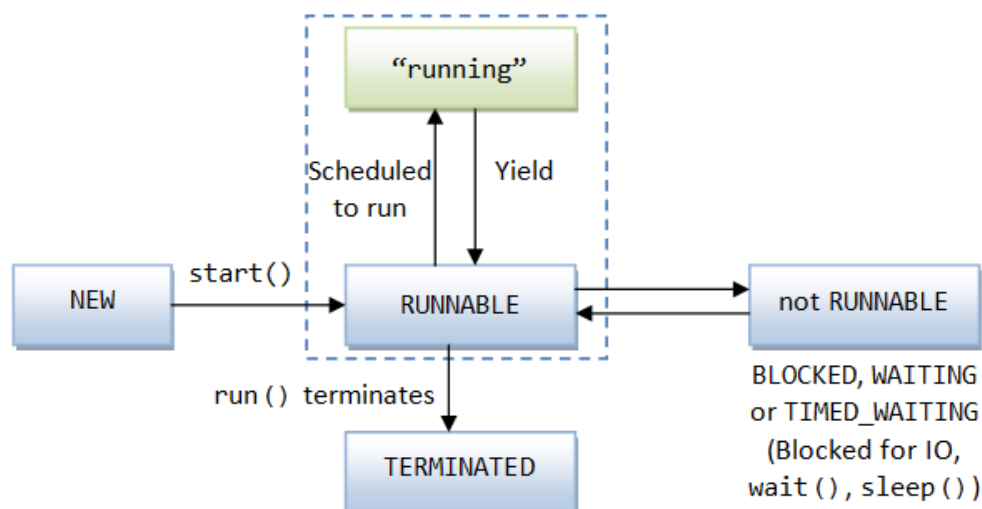 “running”
Scheduled
to run
Yield
NEW
start()
RUNNABLE
not RUNNABLE
run() terminates
TERMINATED
BLOCKED, WAITING
or TIMED_WAITING
(Blocked for IO,
wait(), sleep())